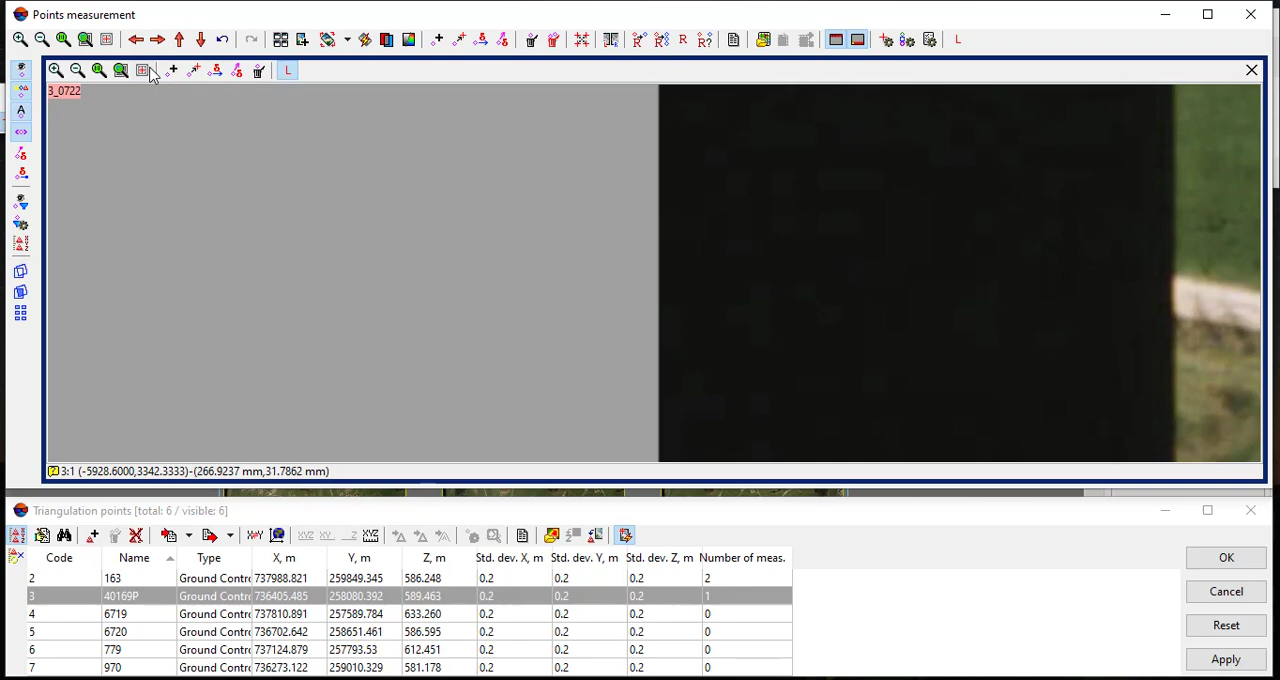 Points measurement
L
L
3_0722
3:1 (-5928.6000,3342.3333)-(266.9237 mm,31.7862 mm)
Triangulation points [total: 6 / visible: 6]
Code Name Type X, m Y, m Z, m Std. dev. X, m Std. dev. Y, m Std. dev. Z, m Number of meas.
2 163 Ground Contro 737988.821 259849.345 586.248 0.2 0.2 0.2 2
3 40169P Ground Contro 736405.485 258080.392 589.463 0.2 0.2 0.2 1
4 6719 Ground Contro 737810.891 257589.784 633.260 0.2 0.2 0.2 0
5 6720 Ground Contro 736702.642 258651.461 586.595 0.2 0.2 0.2 0
6 779 Ground Contro 737124.879 257793.53 612.451 0.2 0.2 0.2 0
7 970 Ground Contro 736273.122 259010.329 581.178 0.2 0.2 0.2 0
OK
Cancel
Reset
Apply